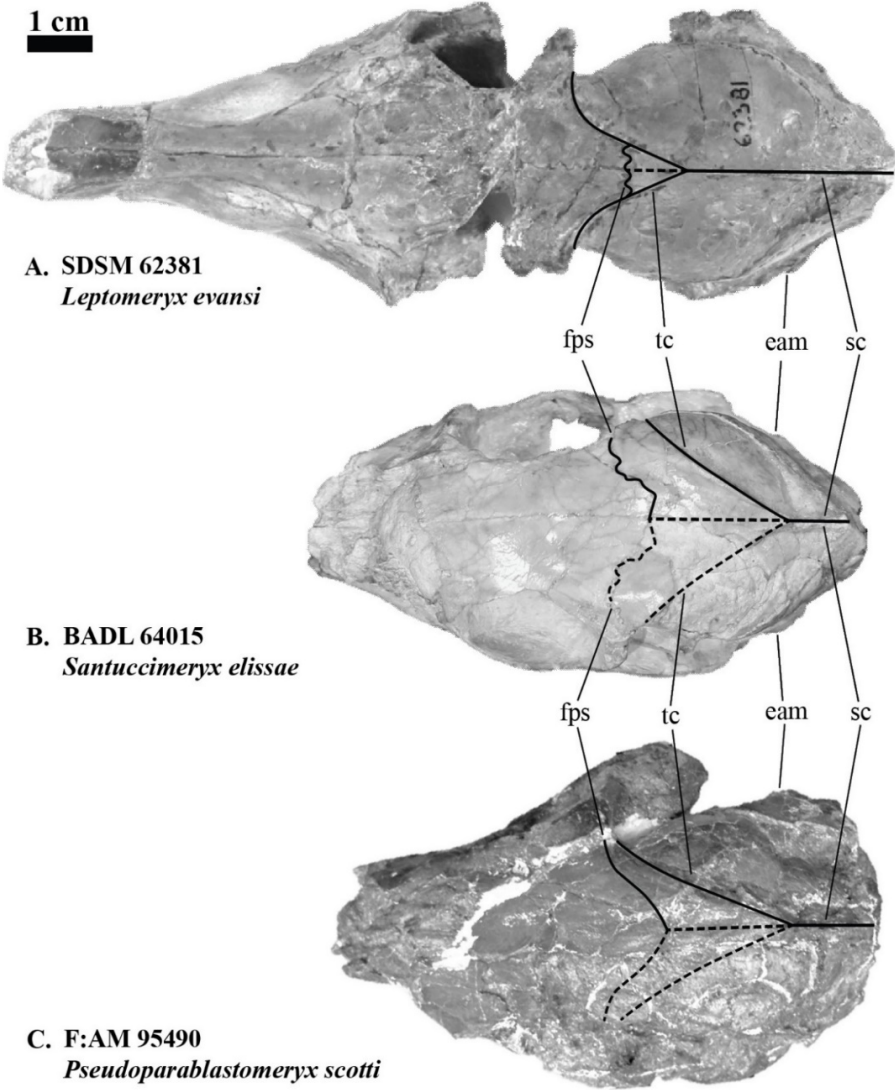 1 cm
62381
A. SDSM 62381
Leptomeryx evansi
fps tc eam sc
B. BADL 64015
Santuccimeryx elissae
fps tc eam sc
C. F:AM 95490
Pseudoparablastomeryx scotti